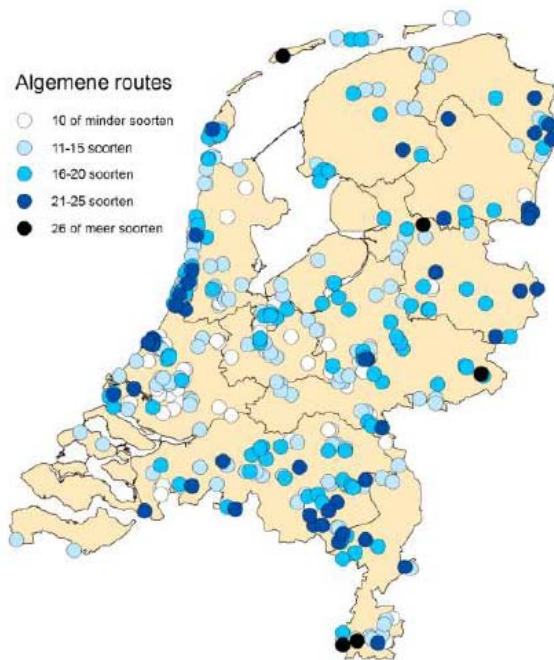 Algemene routes
10 of minder soorten
11-15 soorten
16-20 soorten
21-25 soorten
26 of meer soorten